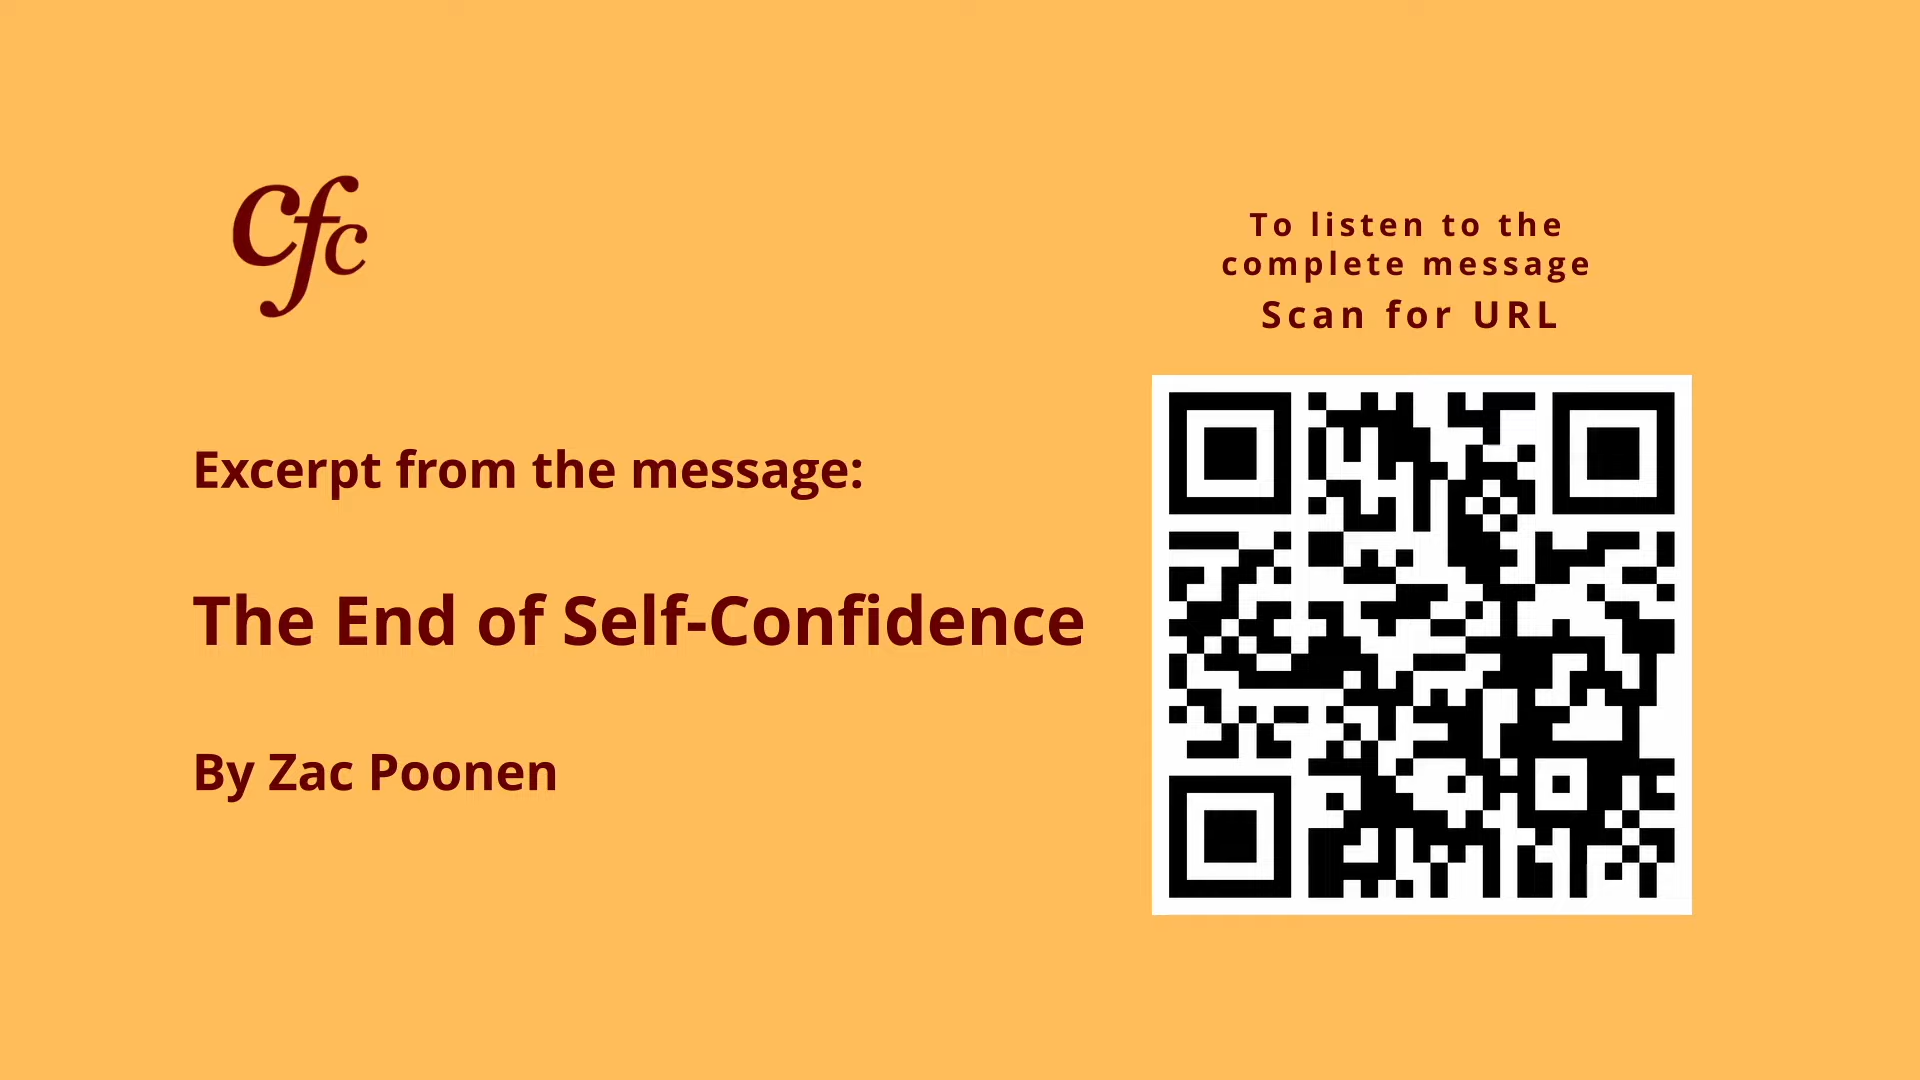 cfc
To listen to the
complete message
Scan for URL
Excerpt from the message:
The End of Self-Confidence
By Zac Poonen